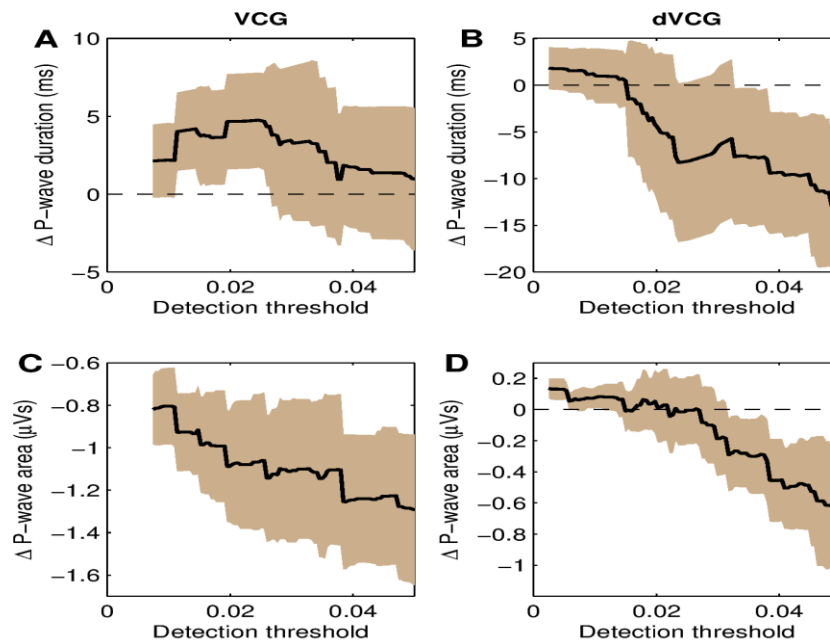 VCG
dVCG
A
B
Δ P−wave duration (ms)
10
5
0
−5
0
0.02
0.04
Detection threshold
Δ P−wave duration (ms)
5
0
−5
−10
−15
−20
0
0.02
0.04
Detection threshold
C
D
Δ P−wave area (μVs)
−0.6
−0.8
−1
−1.2
−1.4
−1.6
0
0.02
0.04
Detection threshold
Δ P−wave area (μVs)
0.2
0
−0.2
−0.4
−0.6
−0.8
−1
0
0.02
0.04
Detection threshold